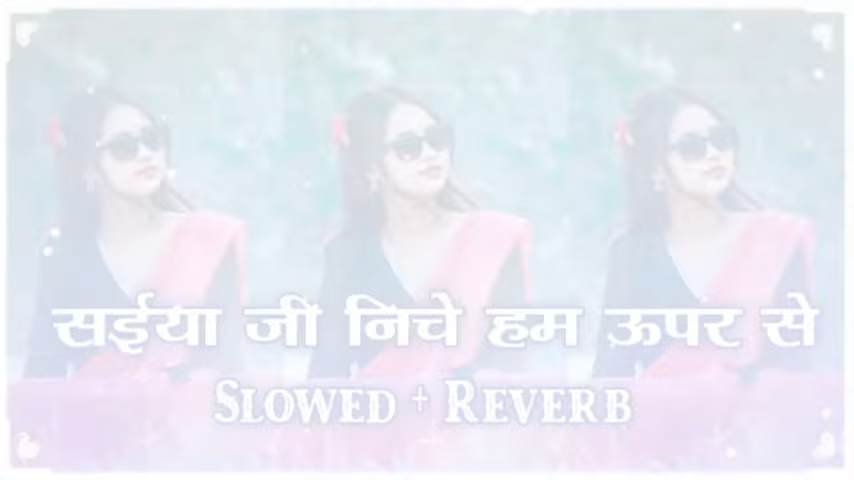 सईया जी निचे हम ऊपर से
SLOWED + REVERB